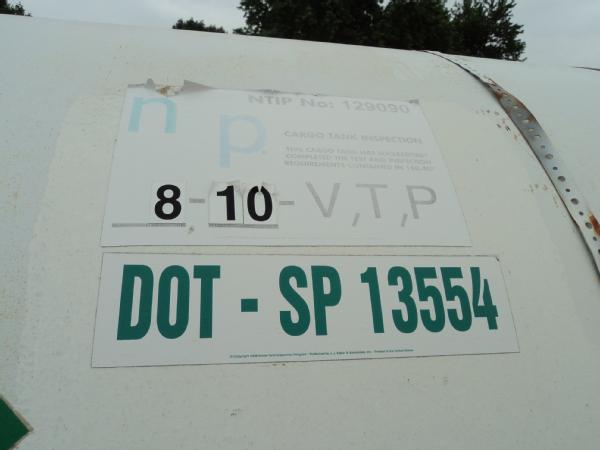 NTIP No: 129090
n p
CARGO TANK INSPECTION
THIS CARGO TANK HAS SUCCESSFULLY
COMPLETED THE TEST AND INSPECTION
REQUIREMENTS CONTAINED IN 180.407
8-10-V,T,P
DOT - SP 13554